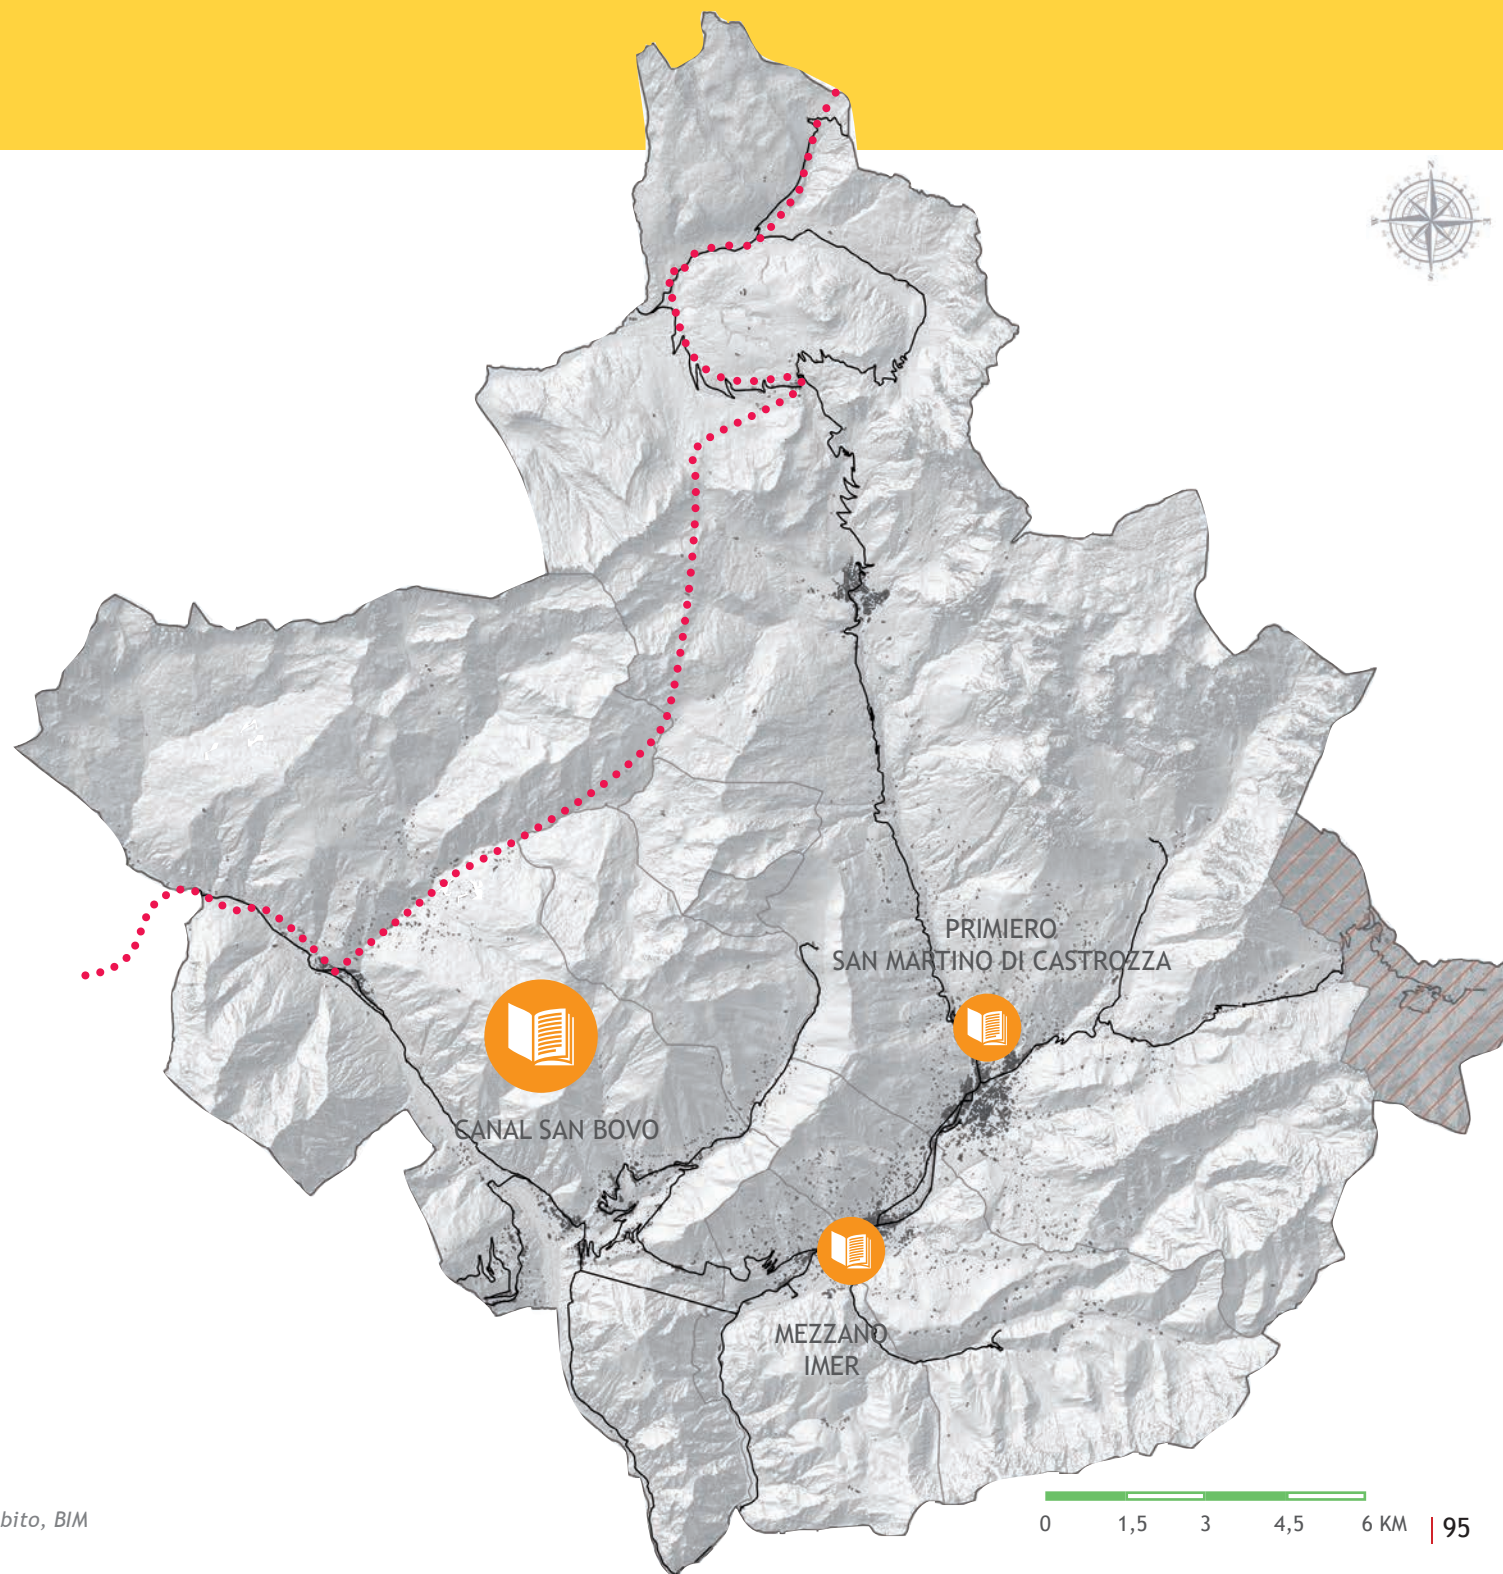 N
W
E
S
PRIMIERO
SAN MARTINO DI CASTROZZA
CANAL SAN BOVO
MEZZANO
IMER
bito, BIM
0 1,5 3 4,5 6 KM
| 95